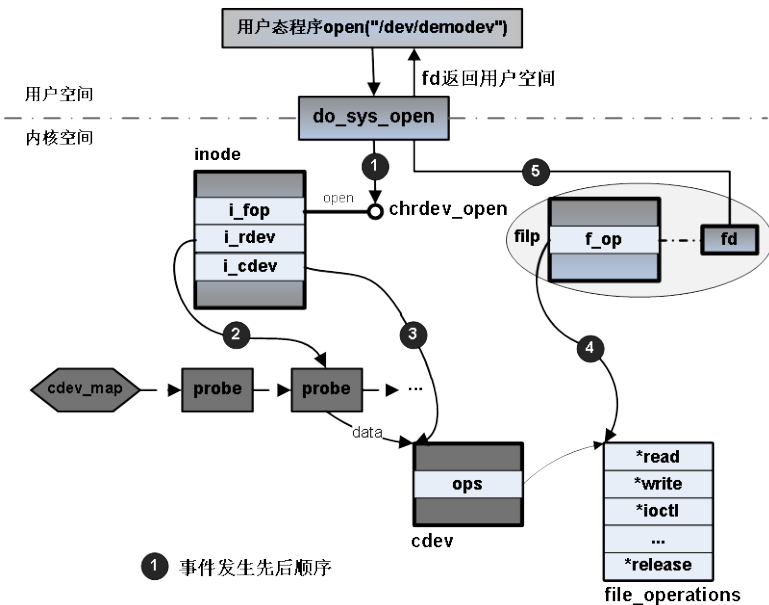 用户态程序open("/dev/demodev")
fd返回用户空间
用户空间
do_sys_open
内核空间
inode
1
5
open
chrdev_open
i_fop
i_rdev
i_cdev
filp
f_op
fd
2
3
4
cdev_map
probe
probe
...
data
ops
cdev
*read
*write
*ioctl
...
*release
file_operations
1 事件发生先后顺序